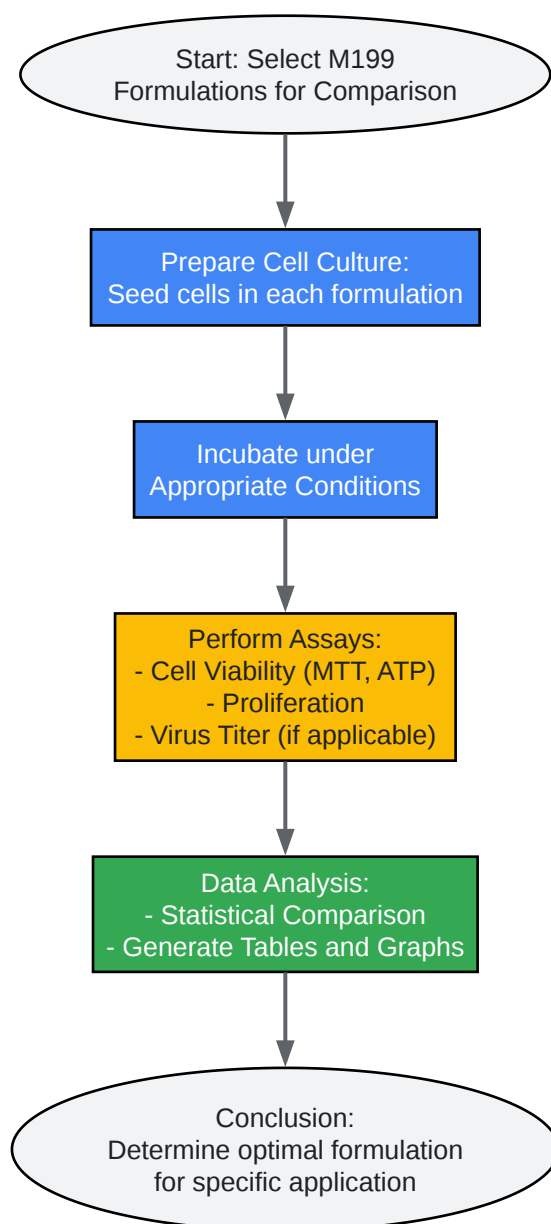 Start: Select M199
Formulations for Comparison
Prepare Cell Culture:
Seed cells in each formulation
Incubate under
Appropriate Conditions
Perform Assays:
- Cell Viability (MTT, ATP)
- Proliferation
- Virus Titer (if applicable)
Data Analysis:
- Statistical Comparison
- Generate Tables and Graphs
Conclusion:
Determine optimal formulation
for specific application